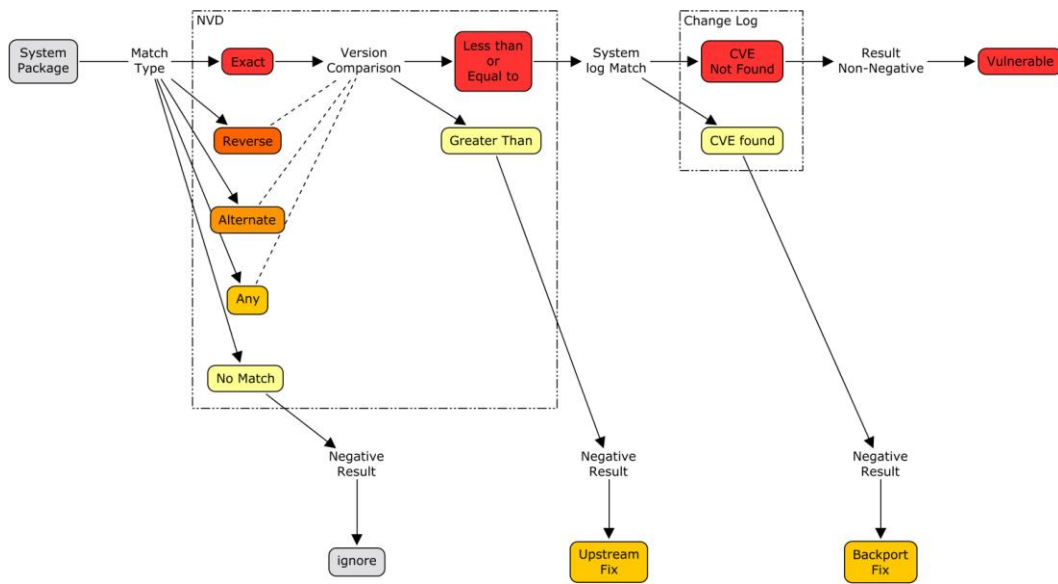 NVD
Change Log
System
Package
Match
Type
Exact
Version
Comparison
Less than
or
Equal to
System
log Match
CVE
Not Found
Result
Non-Negative
Vulnerable
Reverse
Greater Than
CVE found
Alternate
Any
No Match
Negative
Result
Negative
Result
Negative
Result
ignore
Upstream
Fix
Backport
Fix